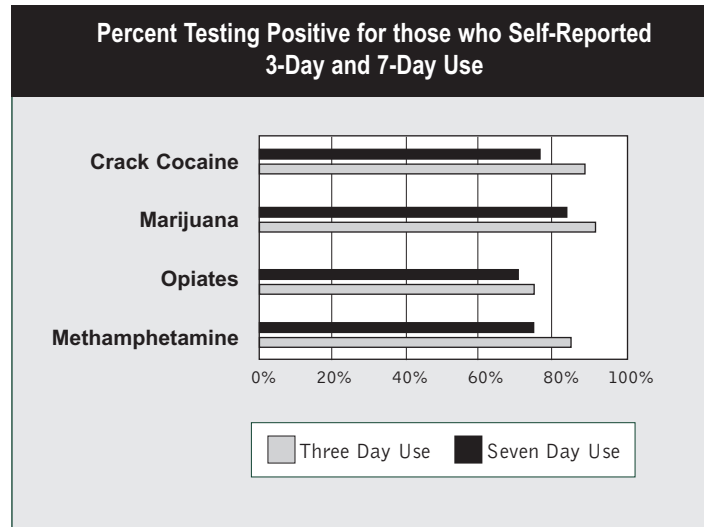 Percent Testing Positive for those who Self-Reported
3-Day and 7-Day Use
Crack Cocaine
Marijuana
Opiates
Methamphetamine
0% 20% 40% 60% 80% 100%
Three Day Use Seven Day Use